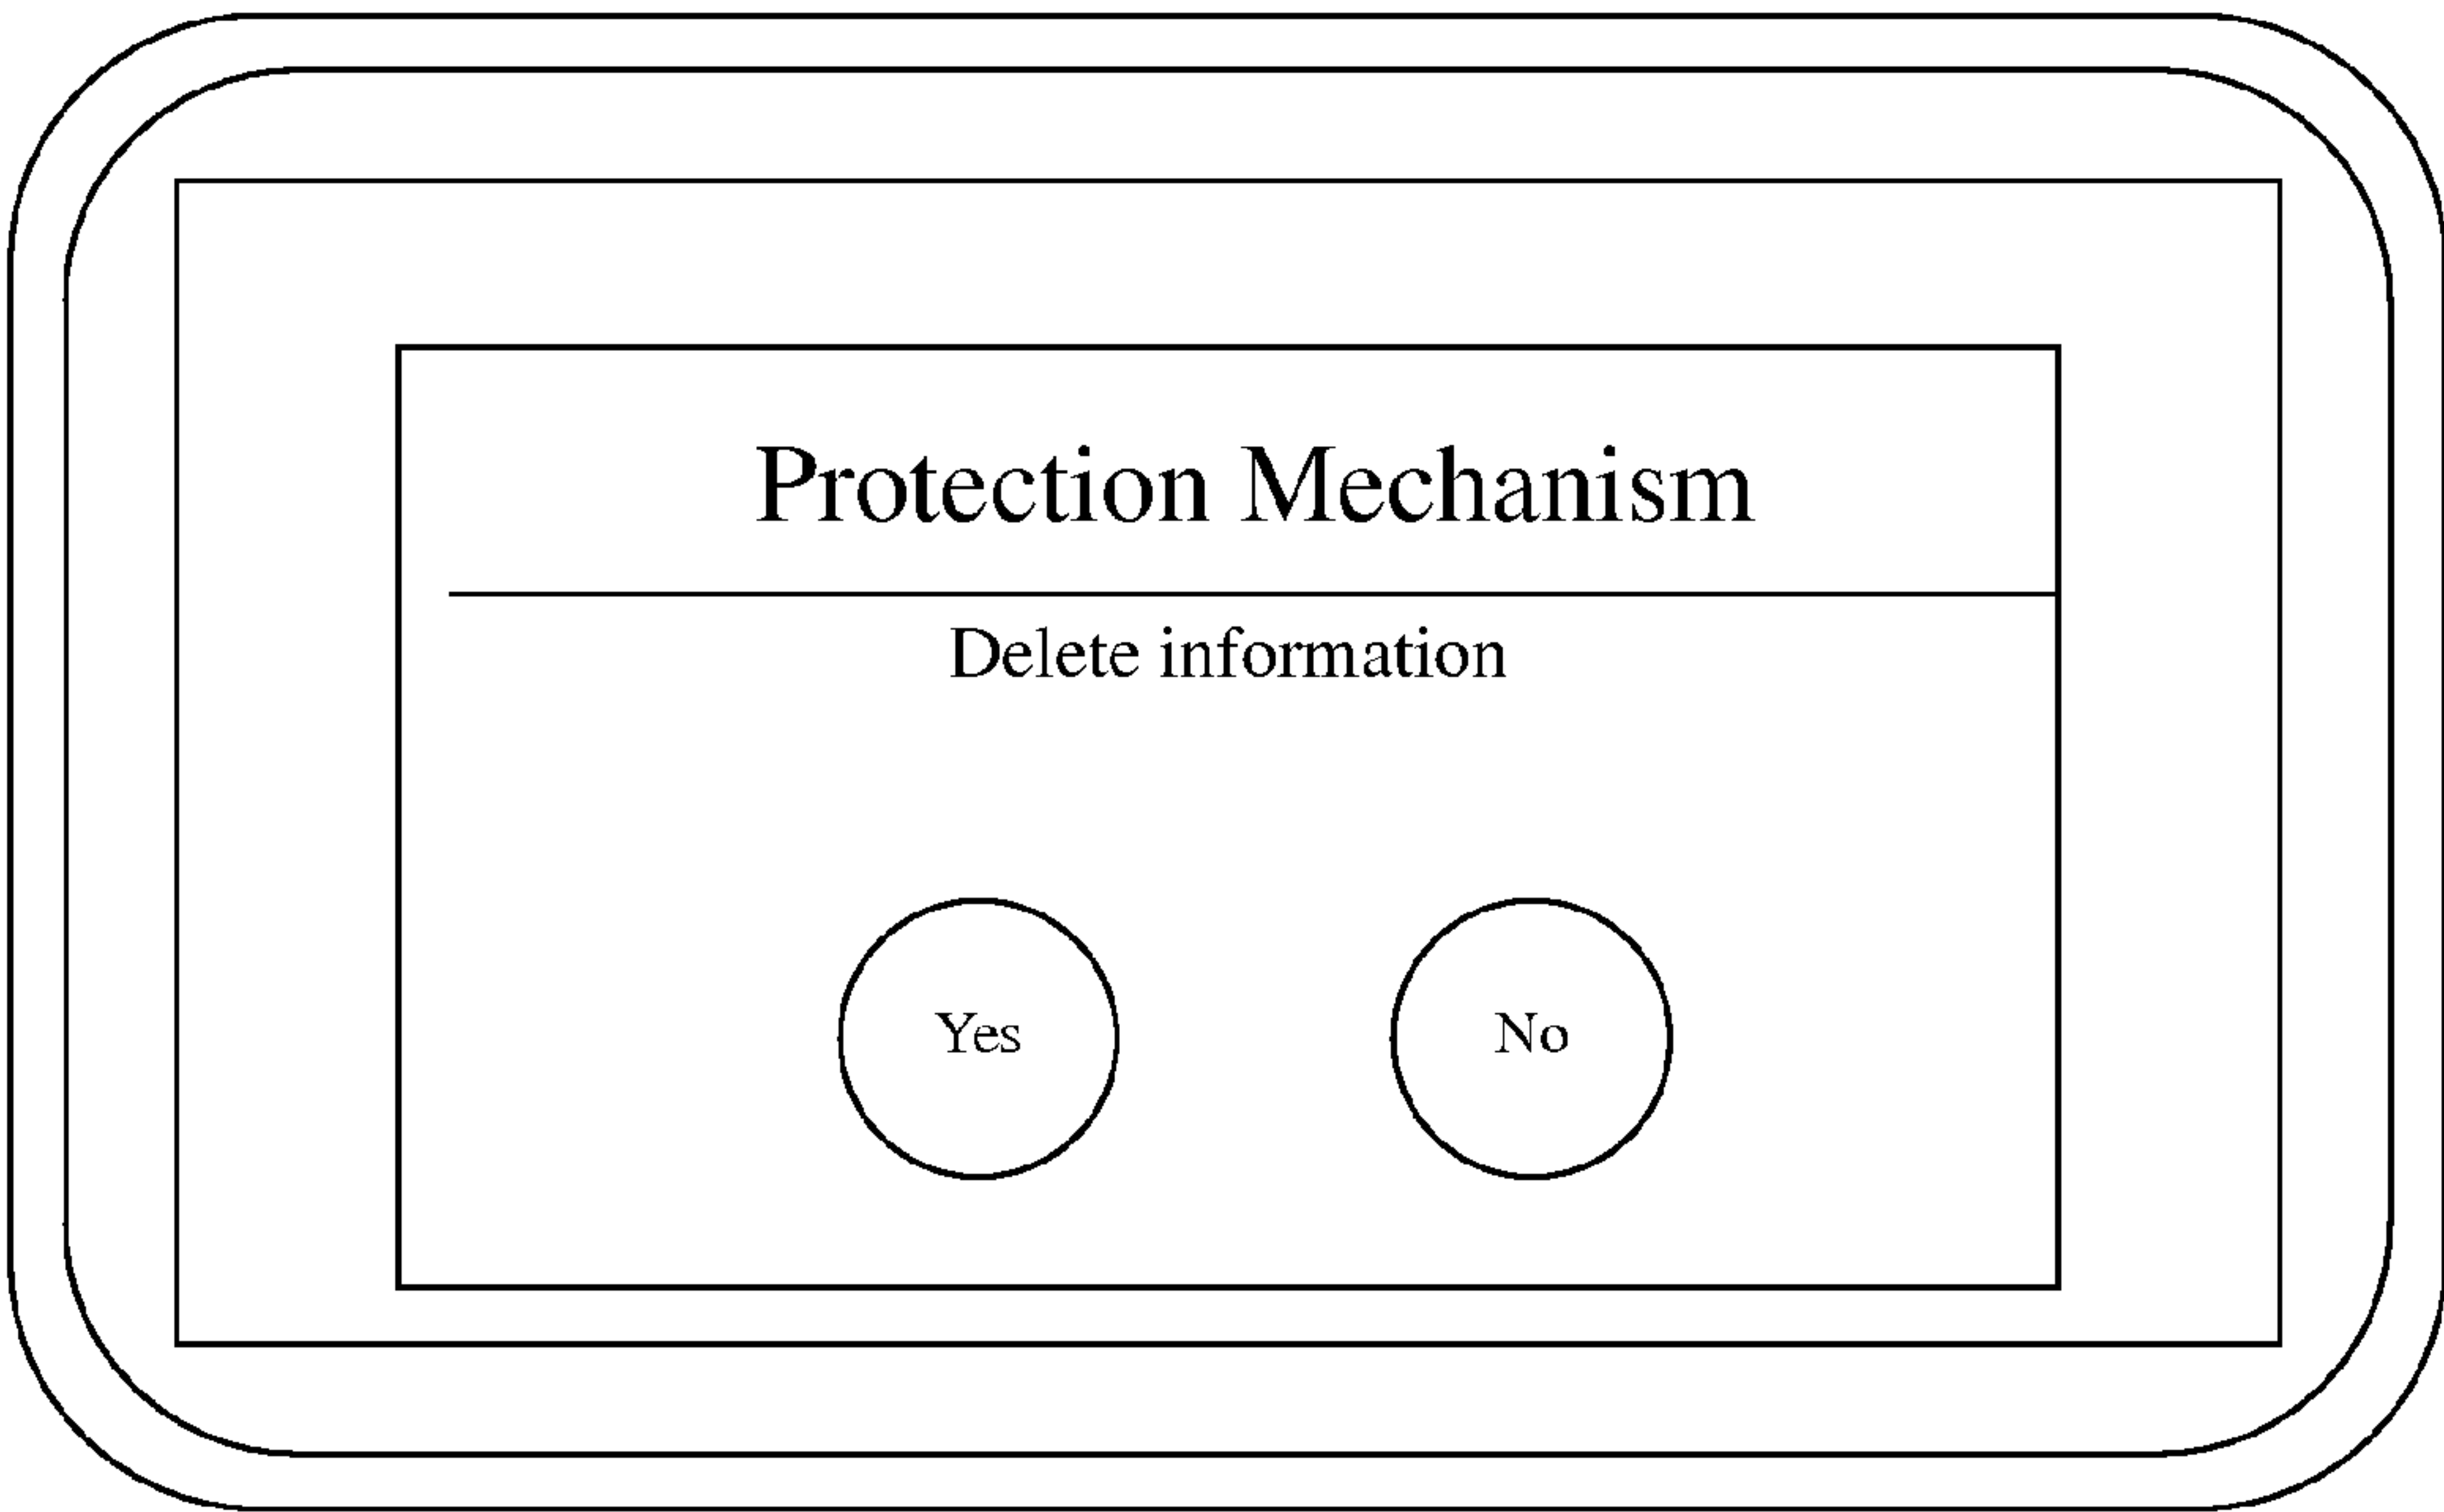 Protection Mechanism
Delete information
Yes No